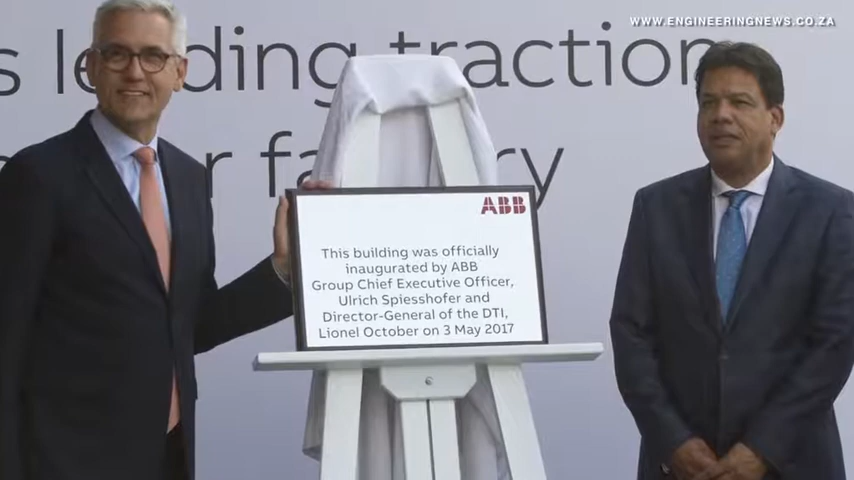 WWW.ENGINEERINGNEWS.CO.ZA
traction
ABB
This building was officially
inaugurated by ABB
Group Chief Executive Officer,
Ulrich Spiesshofer and
Director-General of the DTI,
Lionel October on 3 May 2017